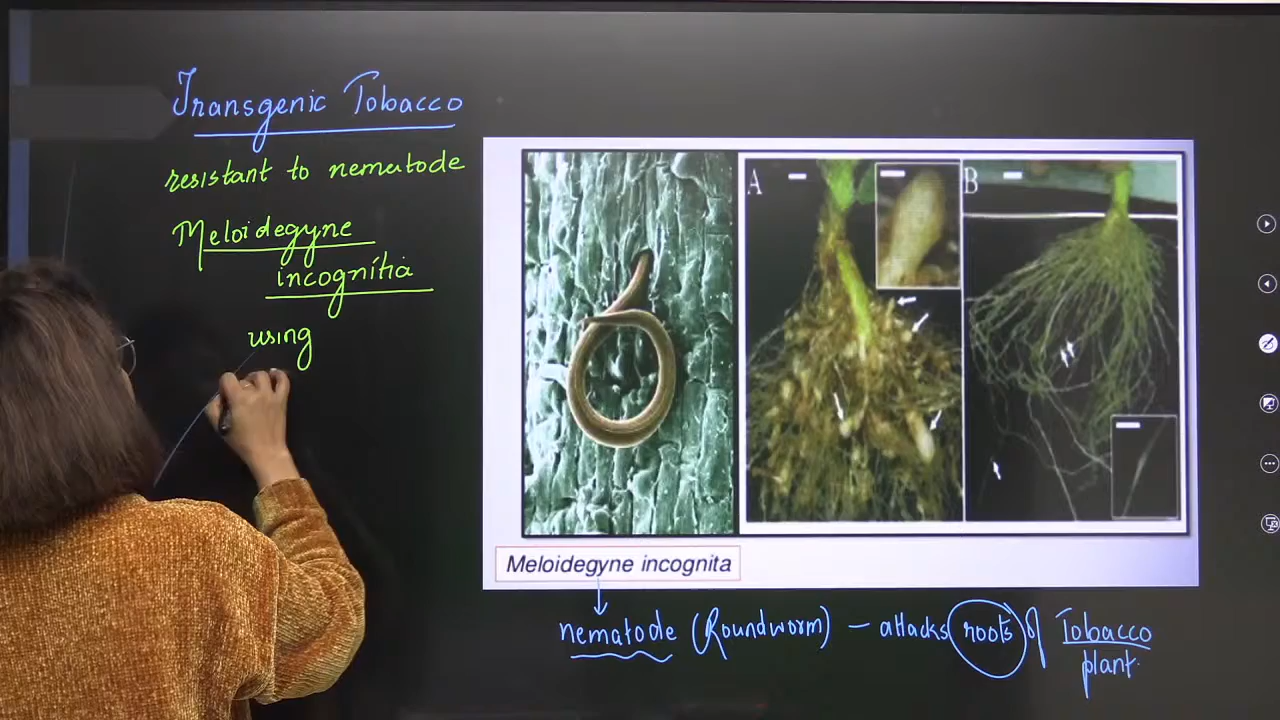 Transgenic Tobacco
resistant to nematode
Meloidegyne
incognitia
using
A
B
Meloidegyne incognita
nematode (Roundworm) – attacks roots of Tobacco
plant.